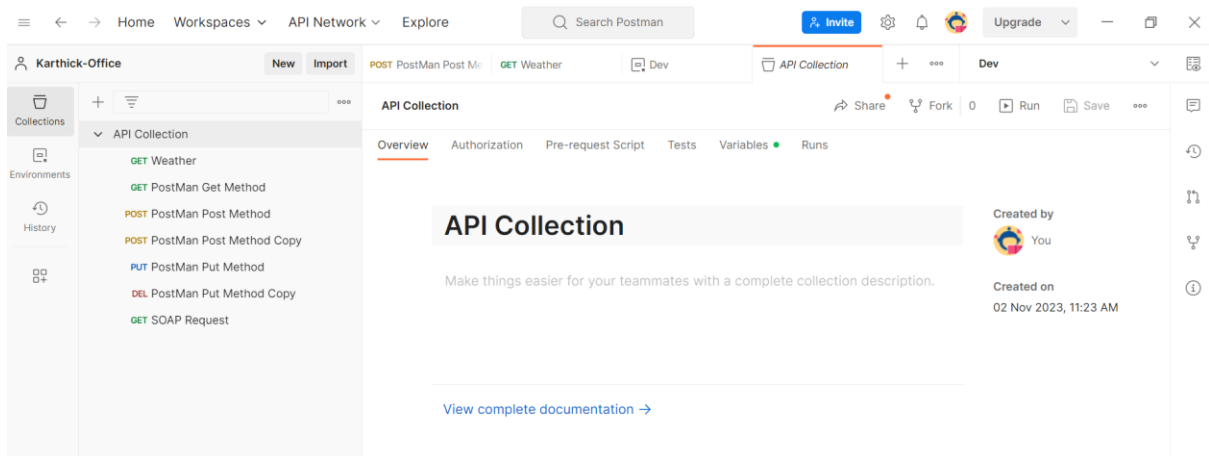 Home Workspaces API Network Explore Search Postman Invite Upgrade
Karthick-Office New Import POST PostMan Post Me GET Weather Dev API Collection Dev
Collections
Environments
History
API Collection
GET Weather
GET PostMan Get Method
POST PostMan Post Method
POST PostMan Post Method Copy
PUT PostMan Put Method
DEL PostMan Put Method Copy
GET SOAP Request
API Collection Share Fork 0 Run Save
Overview Authorization Pre-request Script Tests Variables Runs
API Collection
Make things easier for your teammates with a complete collection description.
View complete documentation →
Created by
You
Created on
02 Nov 2023, 11:23 AM